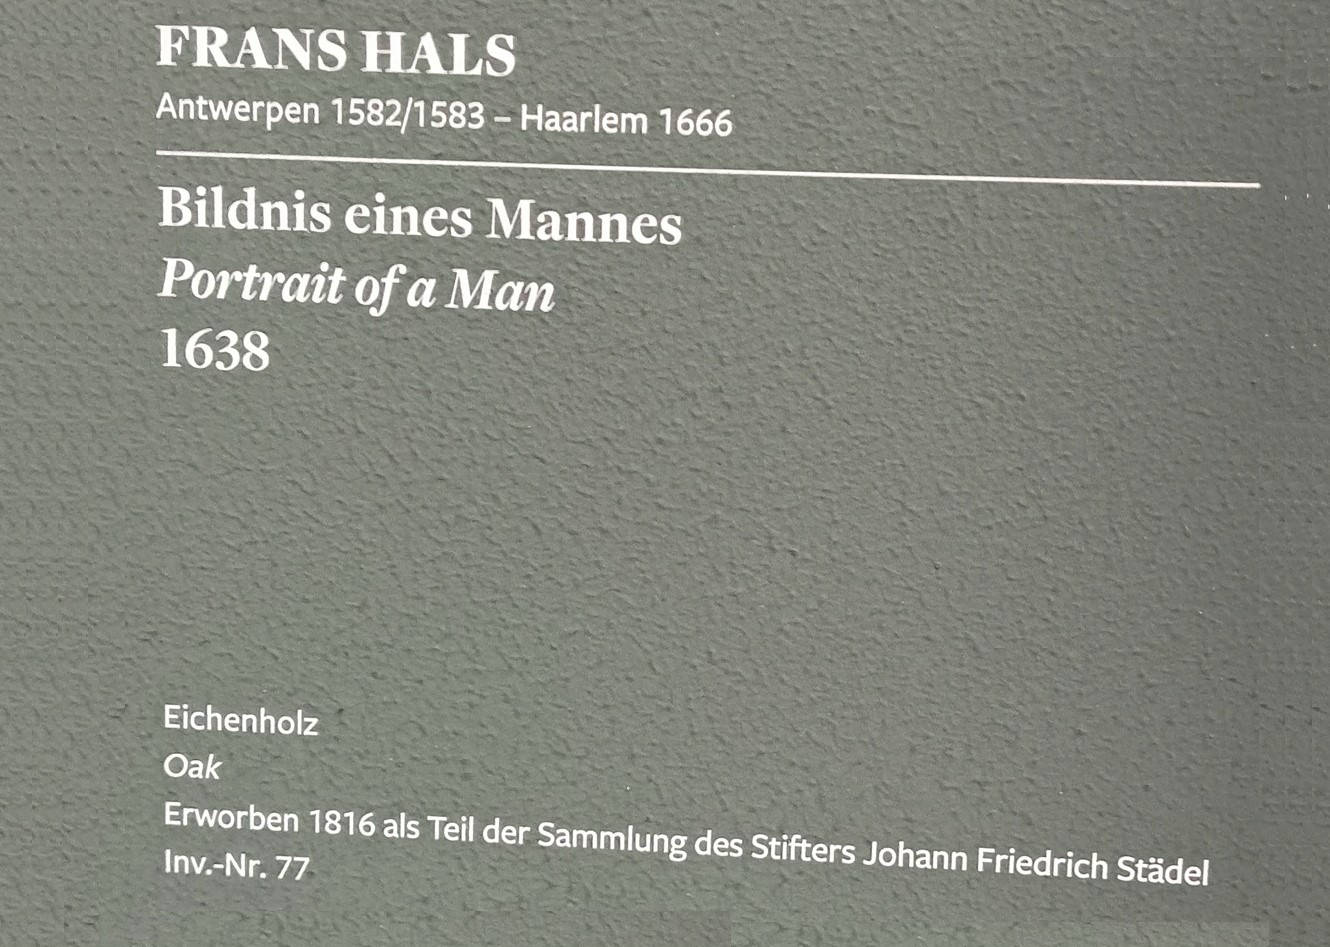 FRANS HALS
Antwerpen 1582/1583 – Haarlem 1666
Bildnis eines Mannes
Portrait of a Man
1638
Eichenholz
Oak
Erworben 1816 als Teil der Sammlung des Stifters Johann Friedrich Städel
Inv.-Nr. 77